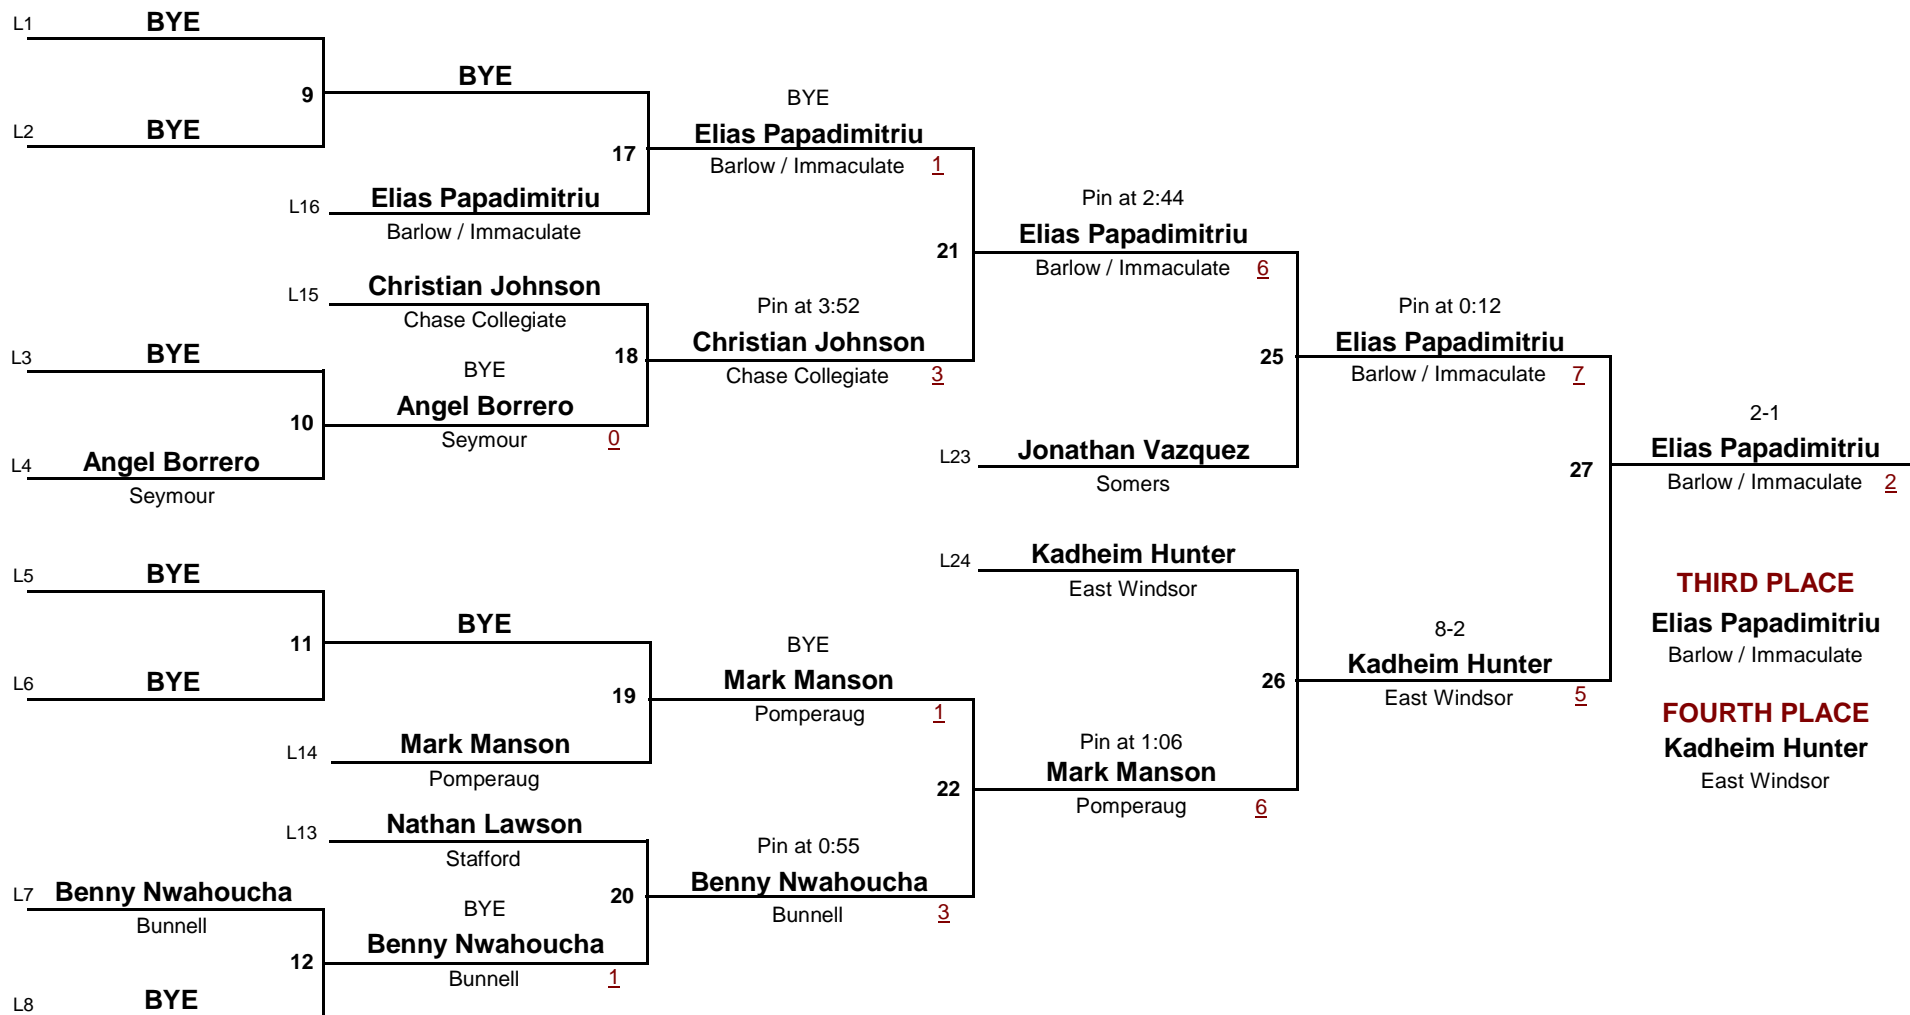 L1 BYE
9
BYE
L2 BYE
17
BYE
Elias Papadimitriu
Barlow / Immaculate 1
L16 Elias Papadimitriu
Barlow / Immaculate
21
Pin at 2:44
Elias Papadimitriu
Barlow / Immaculate 6
L15 Christian Johnson
Chase Collegiate
18
Pin at 3:52
Christian Johnson
Chase Collegiate 3
L3 BYE
10
BYE
Angel Borrero
Seymour 0
L4 Angel Borrero
Seymour
25
Pin at 0:12
Elias Papadimitriu
Barlow / Immaculate 7
L23 Jonathan Vazquez
Somers
27
2-1
Elias Papadimitriu
Barlow / Immaculate 2
L24 Kadheim Hunter
East Windsor
L5 BYE
11
BYE
L6 BYE
19
BYE
Mark Manson
Pomperaug 1
L14 Mark Manson
Pomperaug
26
8-2
Kadheim Hunter
East Windsor 5
22
Pin at 1:06
Mark Manson
Pomperaug 6
L13 Nathan Lawson
Stafford
20
Pin at 0:55
Benny Nwahoucha
Bunnell 3
L7 Benny Nwahoucha
Bunnell
12
BYE
Benny Nwahoucha
Bunnell 1
L8 BYE
THIRD PLACE
Elias Papadimitriu
Barlow / Immaculate
FOURTH PLACE
Kadheim Hunter
East Windsor